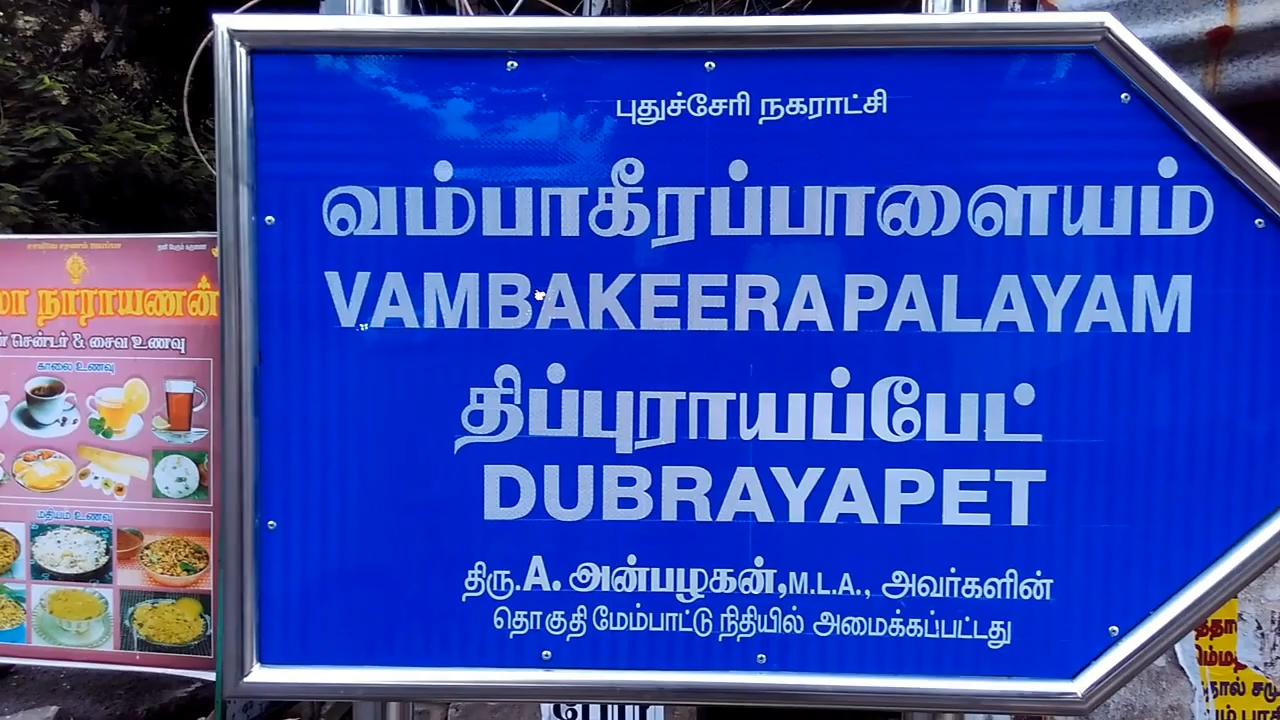 புதுச்சேரி நகராட்சி
வம்பாகீரப்பாளையம்
VAMBAKEERAPALAYAM
திப்புராயப்பேட்
DUBRAYAPET
திரு.A. அன்பழகன்,M.L.A., அவர்களின்
தொகுதி மேம்பாட்டு நிதியில் அமைக்கப்பட்டது
நாராயணன்
சென்டர் & சைவ உணவு
காலை உணவு
மதியம் உணவு